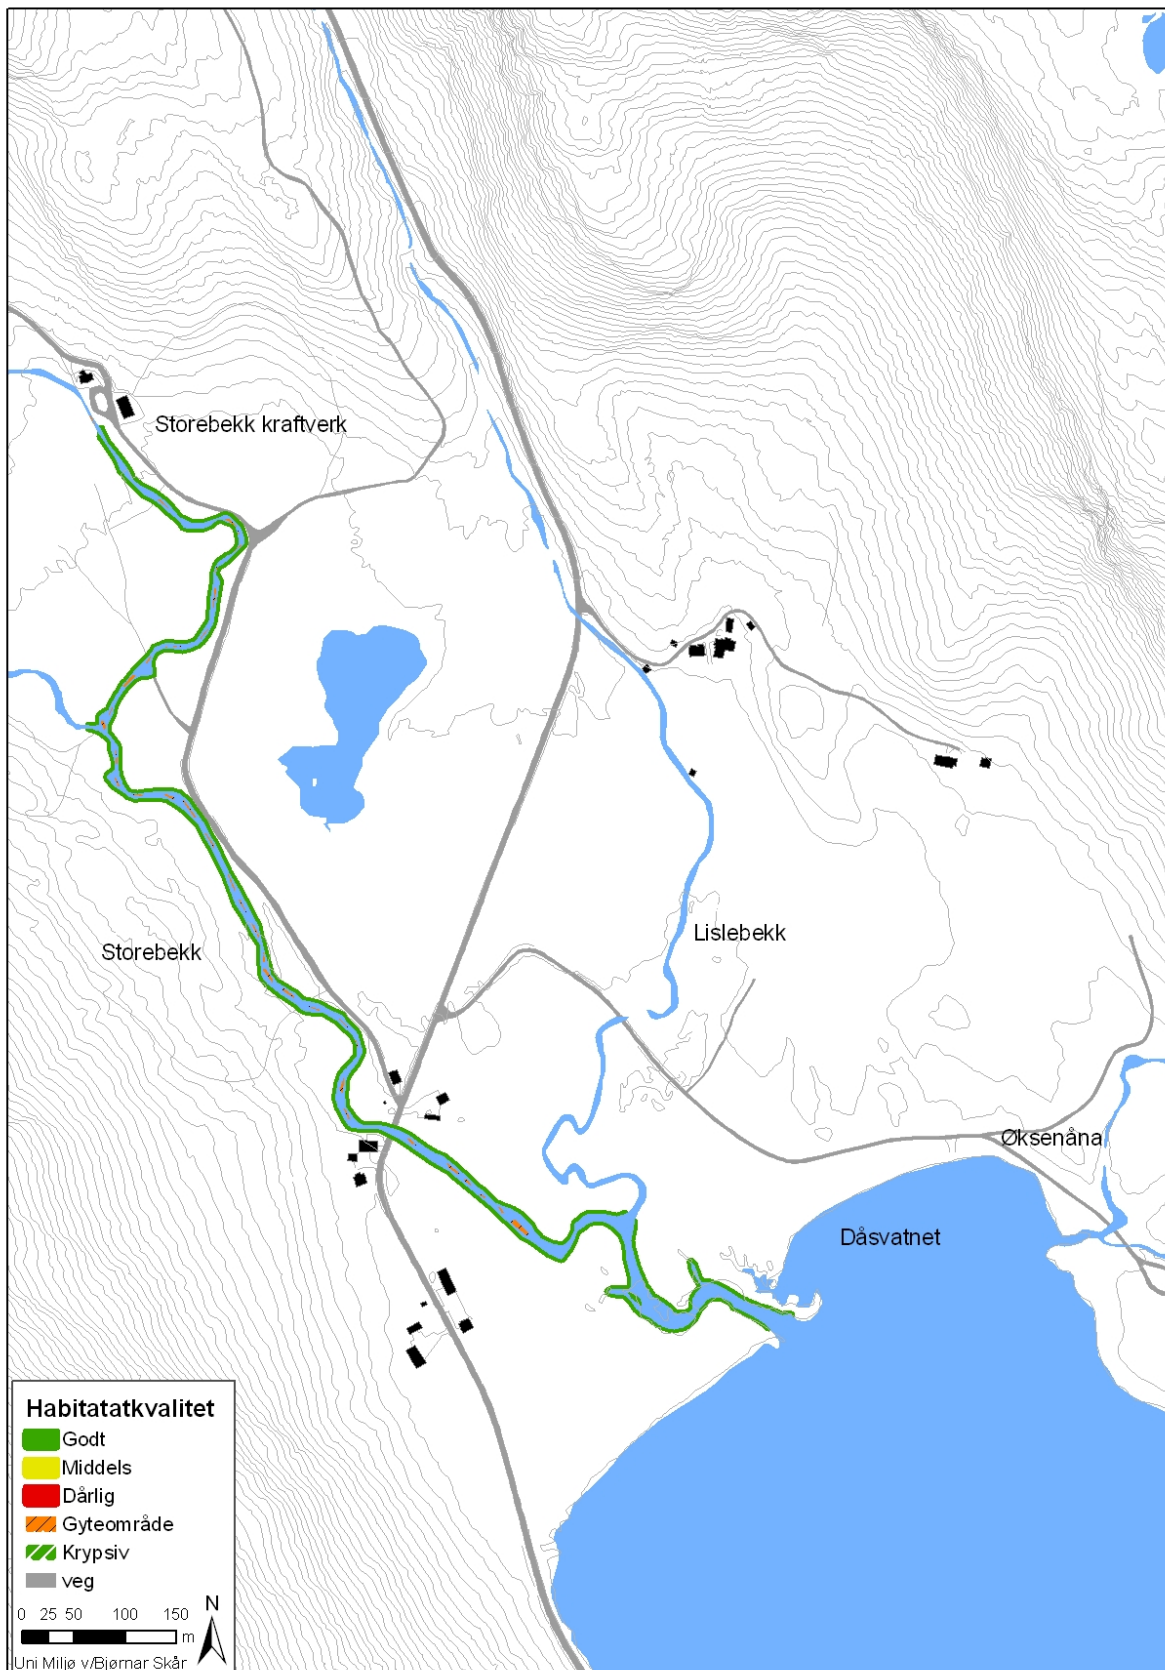 Storebekk kraftverk
Lislebekk
Storebekk
Øksenåna
Dåsvatnet
Habitatatkvalitet
Godt
Middels
Dårlig
Gyteområde
Krypsiv
veg
N
0 25 50 100 150
m
Uni Miljø v/Bjørnar Skår